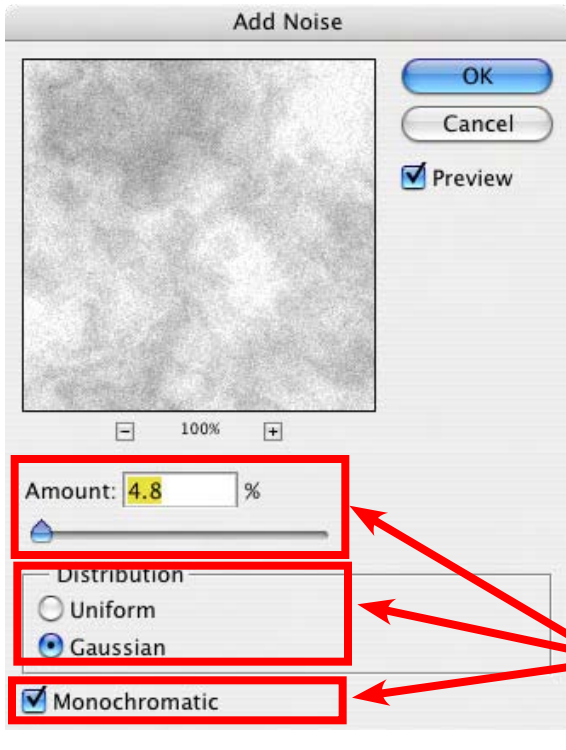 Add Noise
OK
Cancel
Preview
100%
Amount: 4.8 %
Distribution
Uniform
Gaussian
Monochromatic